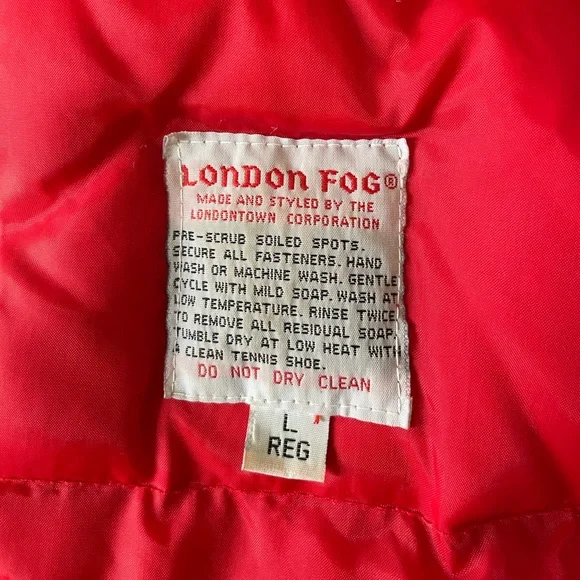 LONDON FOG®
MADE AND STYLED BY THE
LONDONTOWN CORPORATION
PRE-SCRUB SOILED SPOTS.
SECURE ALL FASTENERS. HAND
WASH OR MACHINE WASH. GENTLE
CYCLE WITH MILD SOAP. WASH AT
LOW TEMPERATURE. RINSE TWICE
TO REMOVE ALL RESIDUAL SOAP.
TUMBLE DRY AT LOW HEAT WITH
A CLEAN TENNIS SHOE.
DO NOT DRY CLEAN
L
REG